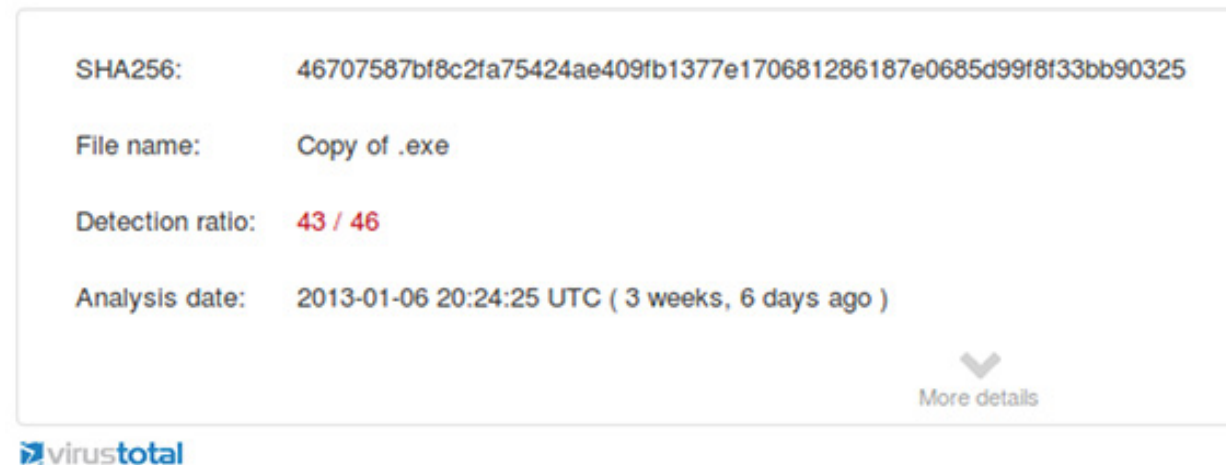 SHA256: 46707587bf8c2fa75424ae409fb1377e170681286187e0685d99f8f33bb90325
File name: Copy of .exe
Detection ratio: 43 / 46
Analysis date: 2013-01-06 20:24:25 UTC ( 3 weeks, 6 days ago )
More details
virustotal